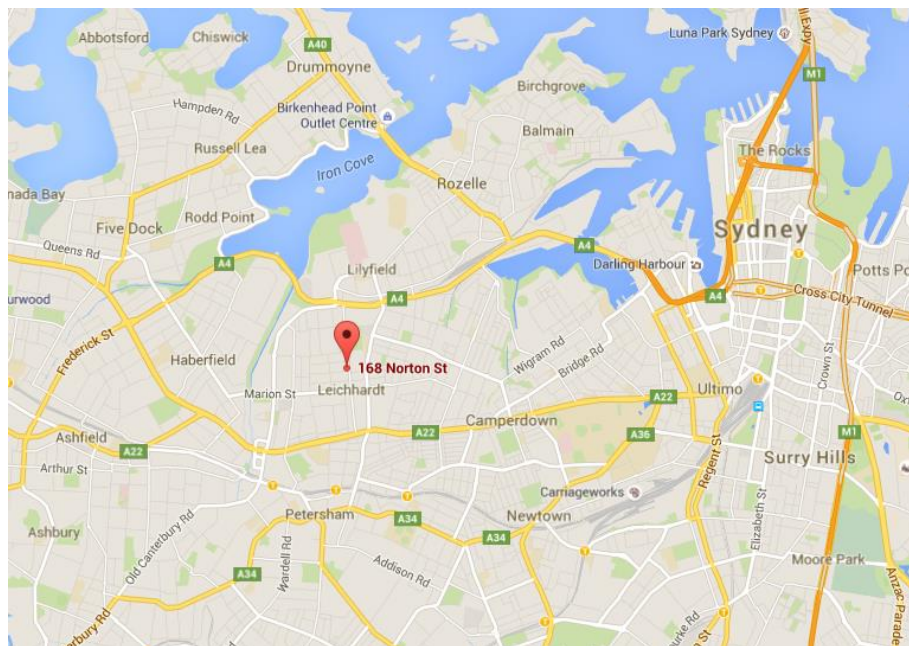 Luna Park Sydney
Abbotsford
Chiswick
A40
Drummoyne
M1
Hampden Rd
Birkenhead Point
Outlet Centre
Birchgrove
Balmain
Russell Lea
Iron Cove
The Rocks
Rozelle
nada Bay
Rodd Point
Five Dock
Sydney
Queens Rd
A4
A4
Lilyfield
Darling Harbour
Potts Po
A4
A4
Cross City Tunnel
Frederick St
Haberfield
168 Norton St
Wigram Rd
Bridge Rd
Crown St
Marion St
Leichhardt
Ultimo
A22
Camperdown
A22
A36
M1
Ashfield
A22
Arthur St
Regent St
Surry Hills
Carriageworks
Petersham
A34
Newtown
Elizabeth St
Ashbury
Old Canterbury Rd
A34
Wardell Rd
Addison Rd
Moore Park
A34
Anzac Parade